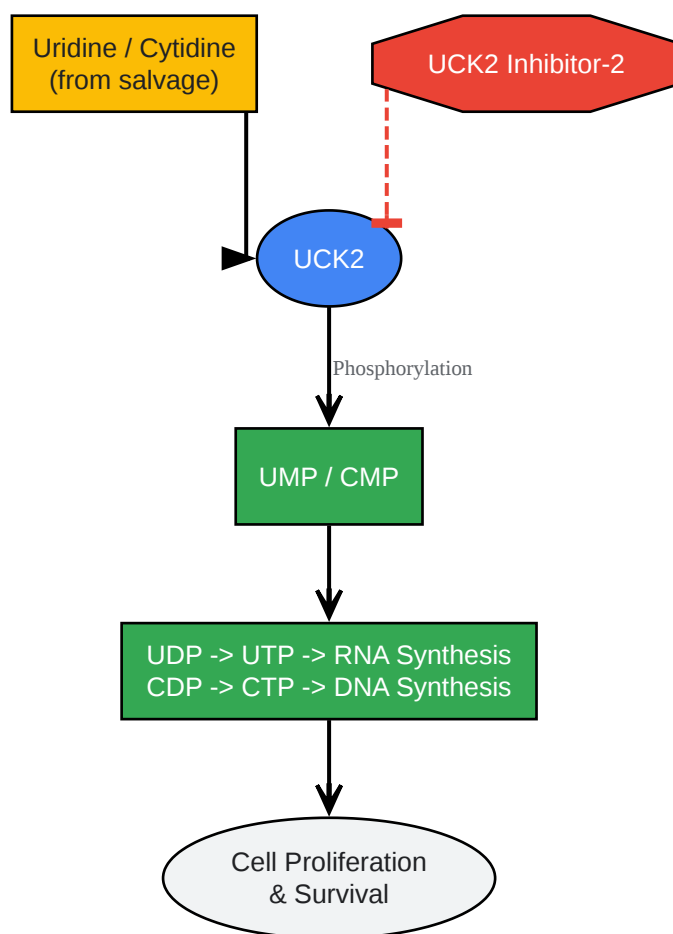 Uridine / Cytidine
(from salvage)
UCK2 Inhibitor-2
UCK2
Phosphorylation
UMP / CMP
UDP -> UTP -> RNA Synthesis
CDP -> CTP -> DNA Synthesis
Cell Proliferation
& Survival